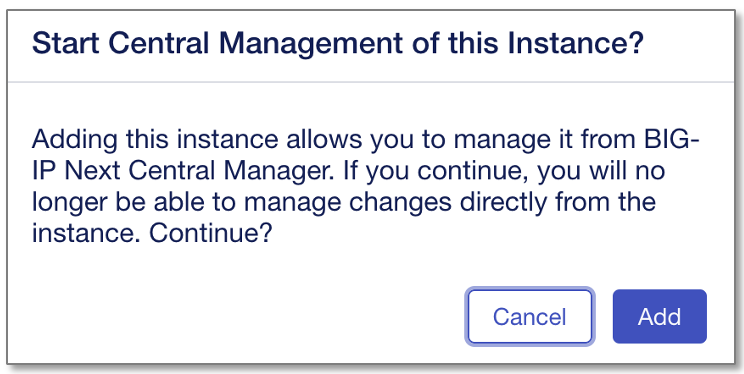 Start Central Management of this Instance?
Adding this instance allows you to manage it from BIG-
IP Next Central Manager. If you continue, you will no
longer be able to manage changes directly from the
instance. Continue?
Cancel Add